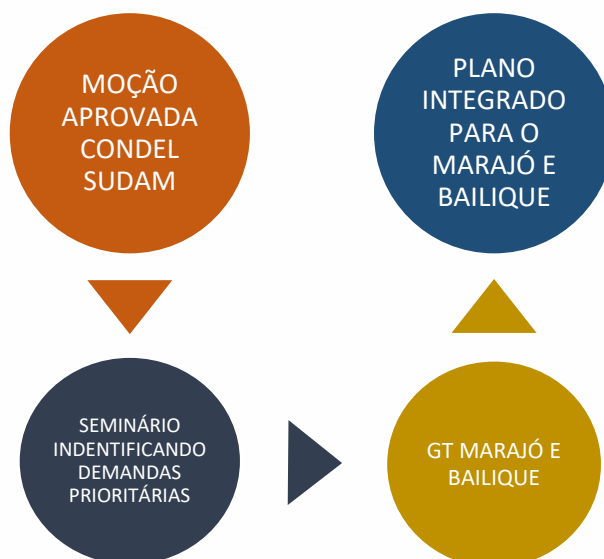 MOÇÃO
APROVADA
CONDEL
SUDAM
PLANO
INTEGRADO
PARA O
MARAJÓ E
BAILIQUE
SEMINÁRIO
INDENTIFICANDO
DEMANDAS
PRIORITÁRIAS
GT MARAJÓ E
BAILIQUE